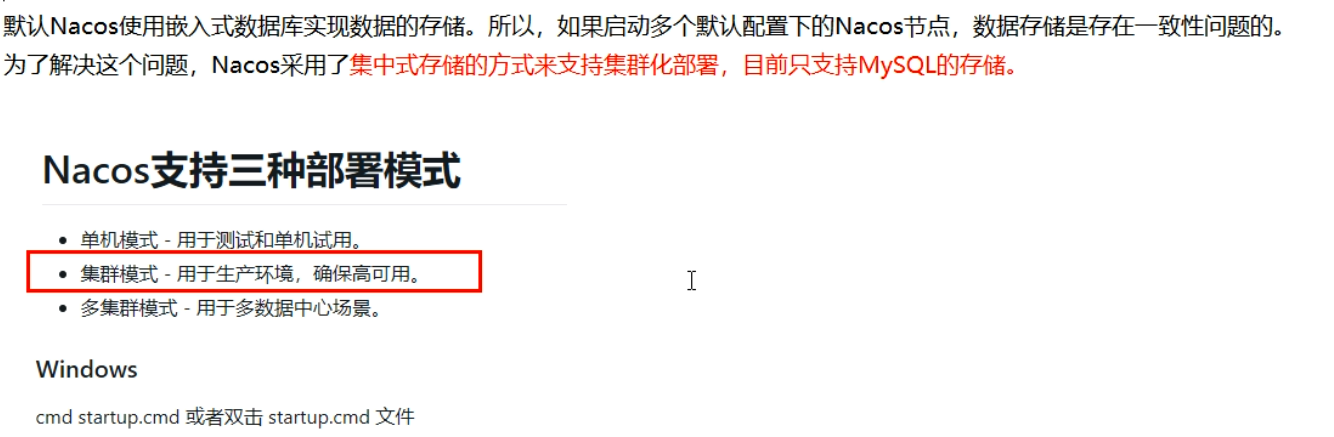 默认Nacos使用嵌入式数据库实现数据的存储。所以，如果启动多个默认配置下的Nacos节点，数据存储是存在一致性问题的。
为了解决这个问题，Nacos采用了集中式存储的方式来支持集群化部署，目前只支持MySQL的存储。
Nacos支持三种部署模式
• 单机模式 - 用于测试和单机试用。
• 集群模式 - 用于生产环境，确保高可用。
• 多集群模式 - 用于多数据中心场景。
Windows
cmd startup.cmd 或者双击 startup.cmd 文件